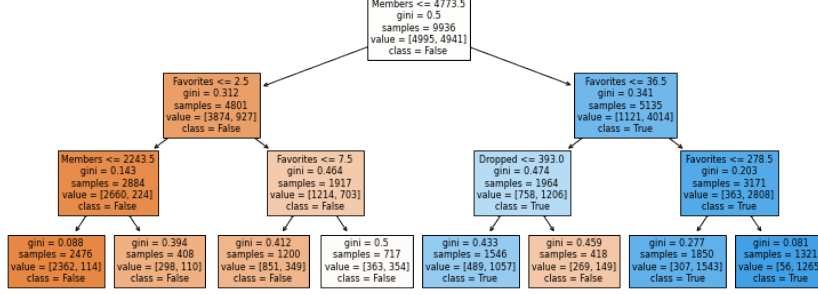 Members <= 4773.5
gini = 0.5
samples = 9936
value = [4995, 4941]
class = False
Favorites <= 2.5
gini = 0.312
samples = 4801
value = [3874, 927]
class = False
Favorites <= 36.5
gini = 0.341
samples = 5135
value = [1121, 4014]
class = True
Members <= 2243.5
gini = 0.143
samples = 2884
value = [2660, 224]
class = False
Favorites <= 7.5
gini = 0.464
samples = 1917
value = [1214, 703]
class = False
Dropped <= 393.0
gini = 0.474
samples = 1964
value = [758, 1206]
class = True
Favorites <= 278.5
gini = 0.203
samples = 3171
value = [363, 2808]
class = True
gini = 0.088
samples = 2476
value = [2362, 114]
class = False
gini = 0.394
samples = 408
value = [298, 110]
class = False
gini = 0.412
samples = 1200
value = [851, 349]
class = False
gini = 0.5
samples = 717
value = [363, 354]
class = False
gini = 0.433
samples = 1546
value = [489, 1057]
class = True
gini = 0.459
samples = 418
value = [269, 149]
class = False
gini = 0.277
samples = 1850
value = [307, 1543]
class = True
gini = 0.081
samples = 1321
value = [56, 1265]
class = True